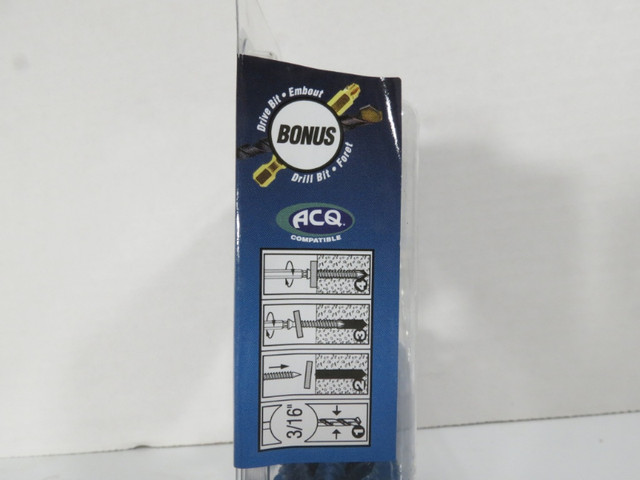 Drive Bit • Embout
BONUS
Drill Bit • Foret
ACQ
COMPATIBLE
4
3
2
3/16"
1